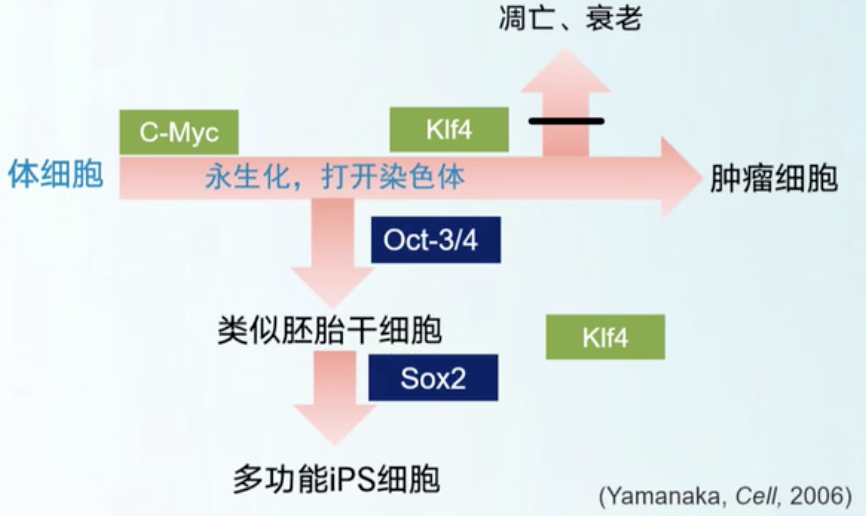 凋亡、衰老
C-Myc
Klf4
体细胞
永生化，打开染色体
肿瘤细胞
Oct-3/4
类似胚胎干细胞
Klf4
Sox2
多功能iPS细胞
(Yamanaka, Cell, 2006)